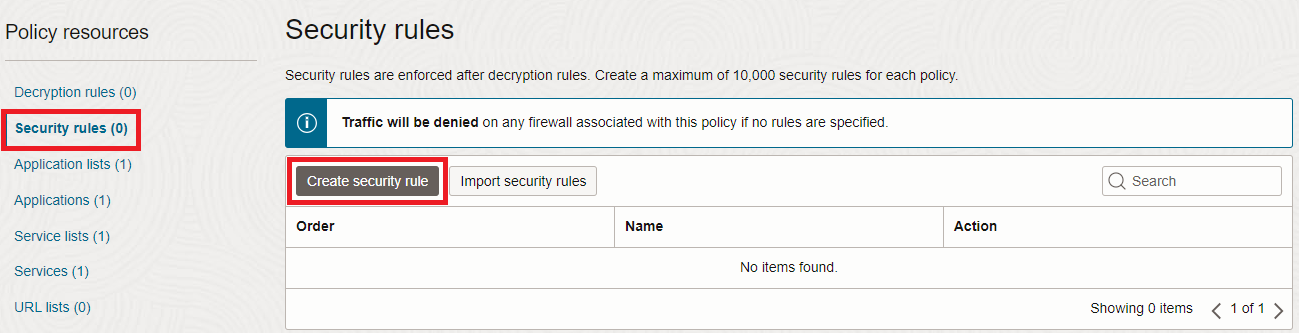 Policy resources
Decryption rules (0)
Security rules (0)
Application lists (1)
Applications (1)
Service lists (1)
Services (1)
URL lists (0)
Security rules
Security rules are enforced after decryption rules. Create a maximum of 10,000 security rules for each policy.
Traffic will be denied on any firewall associated with this policy if no rules are specified.
Create security rule Import security rules Search
Order Name Action
No items found.
Showing 0 items 1 of 1